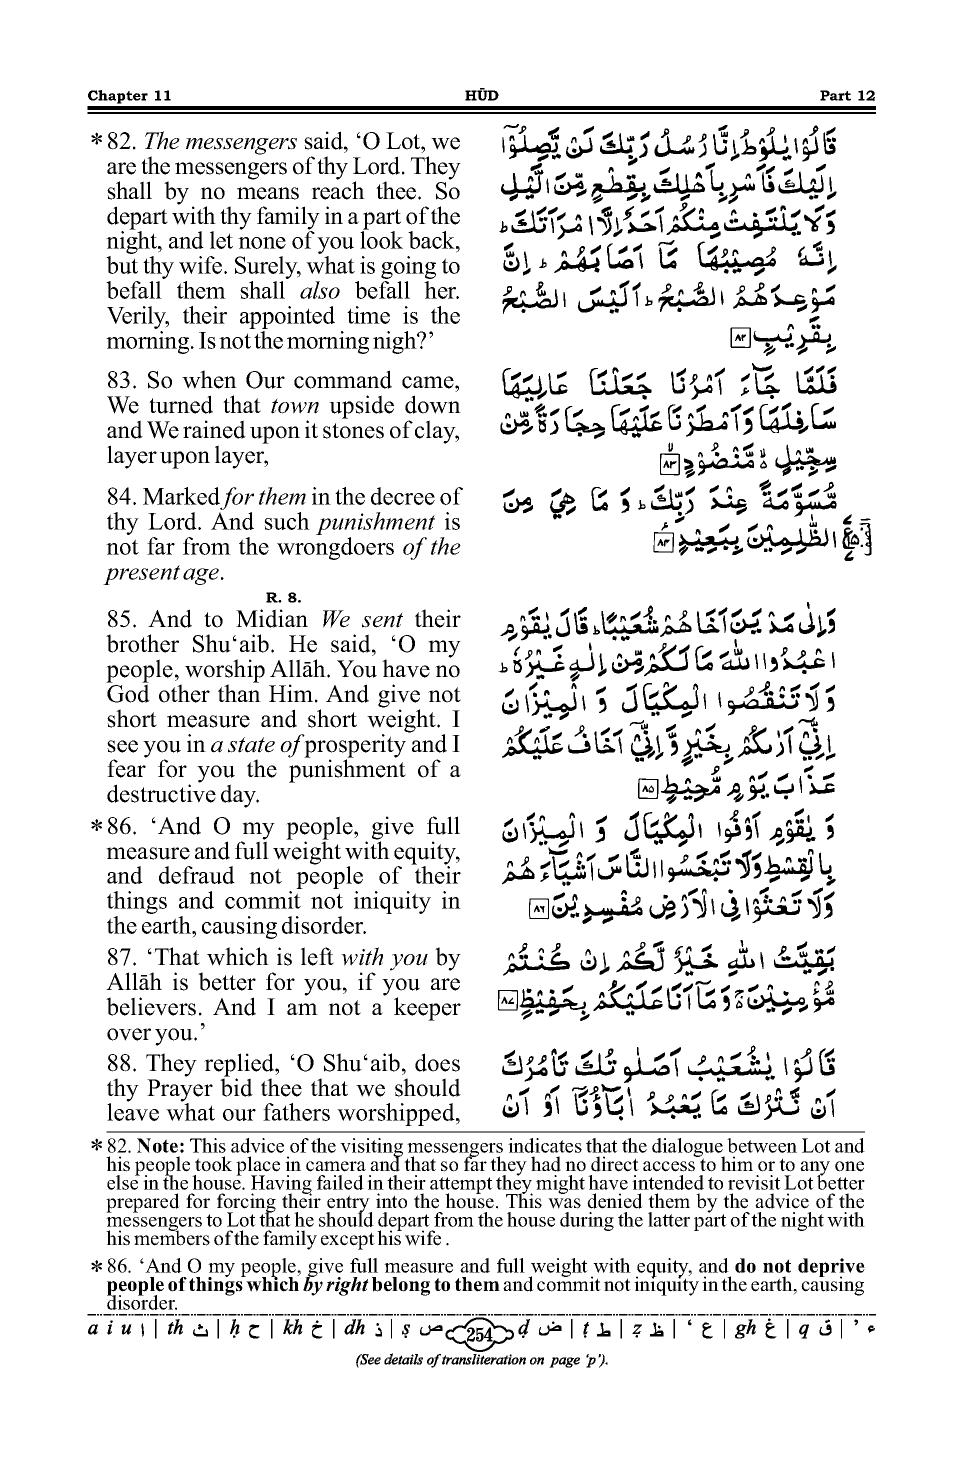 Chapter 11 HŪD Part 12
*82. The messengers said, ‘O Lot, we
are the messengers of thy Lord. They
shall by no means reach thee. So
depart with thy family in a part of the
night, and let none of you look back,
but thy wife. Surely, what is going to
befall them shall also befall her.
Verily, their appointed time is the
morning. Is not the morning nigh?’
قَالُوْا يٰلُوْطُ اِنَّا رُسُلُ رَبِّكَ لَنْ يَّصِلُوْۤا
اِلَيْكَ فَاَسْرِ بِاَهْلِكَ بِقِطْعٍ مِّنَ الَّيْلِ
وَلَا يَلْتَفِتْ مِنْكُمْ اَحَدٌ اِلَّا امْرَاَتَكَ ؕ
اِنَّهٗ مُصِيْبُهَا مَاۤ اَصَابَهُمْ ؕ اِنَّ
مَوْعِدَهُمُ الصُّبْحُ ؕ اَلَيْسَ الصُّبْحُ
بِقَرِيْبٍ ۸۲
83. So when Our command came,
We turned that town upside down
and We rained upon it stones of clay,
layer upon layer,
فَلَمَّا جَآءَ اَمْرُنَا جَعَلْنَا عَالِيَهَا
سَافِلَهَا وَاَمْطَرْنَا عَلَيْهَا حِجَارَةً مِّنْ
سِجِّيْلٍ ۙ مَّنْضُوْدٍ ۸۳
84. Marked for them in the decree of
thy Lord. And such punishment is
not far from the wrongdoers of the
present age.
مُّسَوَّمَةً عِنْدَ رَبِّكَ ؕ وَ مَا هِيَ مِنَ
الظّٰلِمِيْنَ بِبَعِيْدٍ ۸۴
R. 8.
85. And to Midian We sent their
brother Shu‘aib. He said, ‘O my
people, worship Allāh. You have no
God other than Him. And give not
short measure and short weight. I
see you in a state of prosperity and I
fear for you the punishment of a
destructive day.
وَاِلٰى مَدْيَنَ اَخَاهُمْ شُعَيْبًا ؕ قَالَ يٰقَوْمِ
اعْبُدُوا اللّٰهَ مَا لَكُمْ مِّنْ اِلٰهٍ غَيْرُهٗ ؕ
وَلَا تَنْقُصُوا الْمِكْيَالَ وَ الْمِيْزَانَ
اِنِّيْۤ اَرٰىكُمْ بِخَيْرٍ وَّاِنِّيْۤ اَخَافُ عَلَيْكُمْ
عَذَابَ يَوْمٍ مُّحِيْطٍ ۸۵
*86. ‘And O my people, give full
measure and full weight with equity,
and defraud not people of their
things and commit not iniquity in
the earth, causing disorder.
وَ يٰقَوْمِ اَوْفُوا الْمِكْيَالَ وَ الْمِيْزَانَ
بِالْقِسْطِ وَلَا تَبْخَسُوا النَّاسَ اَشْيَآءَهُمْ
وَلَا تَعْثَوْا فِى الْاَرْضِ مُفْسِدِيْنَ ۸۶
87. ‘That which is left with you by
Allāh is better for you, if you are
believers. And I am not a keeper
over you.’
بَقِيَّتُ اللّٰهِ خَيْرٌ لَّكُمْ اِنْ كُنْتُمْ
مُّؤْمِنِيْنَ ۚ وَمَاۤ اَنَا عَلَيْكُمْ بِحَفِيْظٍ ۸۷
88. They replied, ‘O Shu‘aib, does
thy Prayer bid thee that we should
leave what our fathers worshipped,
قَالُوْا يٰشُعَيْبُ اَصَلٰوتُكَ تَاْمُرُكَ
اَنْ نَّتْرُكَ مَا يَعْبُدُ اٰبَآؤُنَاۤ اَوْ اَنْ
*82. Note: This advice of the visiting messengers indicates that the dialogue between Lot and
his people took place in camera and that so far they had no direct access to him or to any one
else in the house. Having failed in their attempt they might have intended to revisit Lot better
prepared for forcing their entry into the house. This was denied them by the advice of the
messengers to Lot that he should depart from the house during the latter part of the night with
his members of the family except his wife .
*86. ‘And O my people, give full measure and full weight with equity, and do not deprive
people of things which by right belong to them and commit not iniquity in the earth, causing
disorder.
a i u ا | th ث | ḥ ح | kh خ | dh ذ | ṣ ص 254 ḍ ض | ṭ ط | ẓ ظ | ‘ ع | gh غ | q ق | ’ ء
(See details of transliteration on page ‘p’).